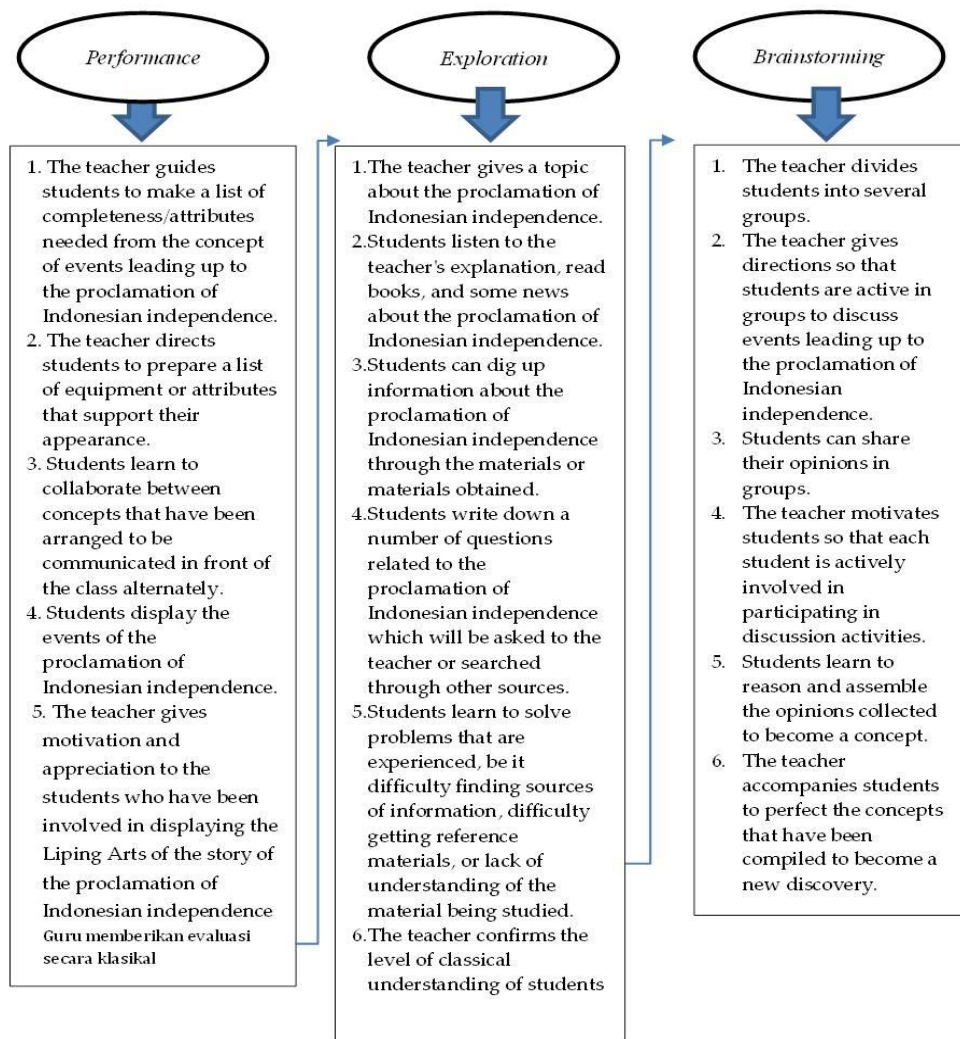 Performance
1. The teacher guides
students to make a list of
completeness/attributes
needed from the concept
of events leading up to
the proclamation of
Indonesian independence.
2. The teacher directs
students to prepare a list
of equipment or attributes
that support their
appearance.
3. Students learn to
collaborate between
concepts that have been
arranged to be
communicated in front of
the class alternately.
4. Students display the
events of the
proclamation of
Indonesian independence.
5. The teacher gives
motivation and
appreciation to the
students who have been
involved in displaying the
Liping Arts of the story of
the proclamation of
Indonesian independence
Guru memberikan evaluasi
secara klasikal
Exploration
1.The teacher gives a topic
about the proclamation of
Indonesian independence.
2.Students listen to the
teacher's explanation, read
books, and some news
about the proclamation of
Indonesian independence.
3.Students can dig up
information about the
proclamation of
Indonesian independence
through the materials or
materials obtained.
4.Students write down a
number of questions
related to the
proclamation of
Indonesian independence
which will be asked to the
teacher or searched
through other sources.
5.Students learn to solve
problems that are
experienced, be it
difficulty finding sources
of information, difficulty
getting reference
materials, or lack of
understanding of the
material being studied.
6.The teacher confirms the
level of classical
understanding of students
Brainstorming
1. The teacher divides
students into several
groups.
2. The teacher gives
directions so that
students are active in
groups to discuss
events leading up to
the proclamation of
Indonesian
independence.
3. Students can share
their opinions in
groups.
4. The teacher motivates
students so that each
student is actively
involved in
participating in
discussion activities.
5. Students learn to
reason and assemble
the opinions collected
to become a concept.
6. The teacher
accompanies students
to perfect the concepts
that have been
compiled to become a
new discovery.